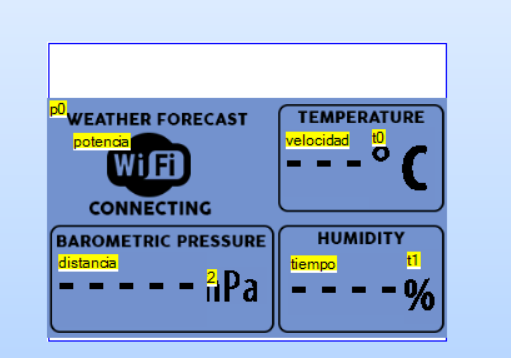 p0
WEATHER FORECAST
potencia
WiFi
CONNECTING
TEMPERATURE
velocidad t0
- - - ° C
BAROMETRIC PRESSURE
distancia
- - - - - hPa
2
HUMIDITY
tiempo t1
- - - - %